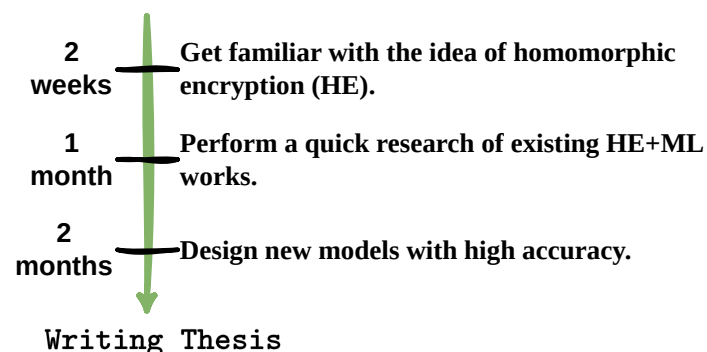 2
weeks
Get familiar with the idea of homomorphic
encryption (HE).
1
month
Perform a quick research of existing HE+ML
works.
2
months
Design new models with high accuracy.
Writing Thesis